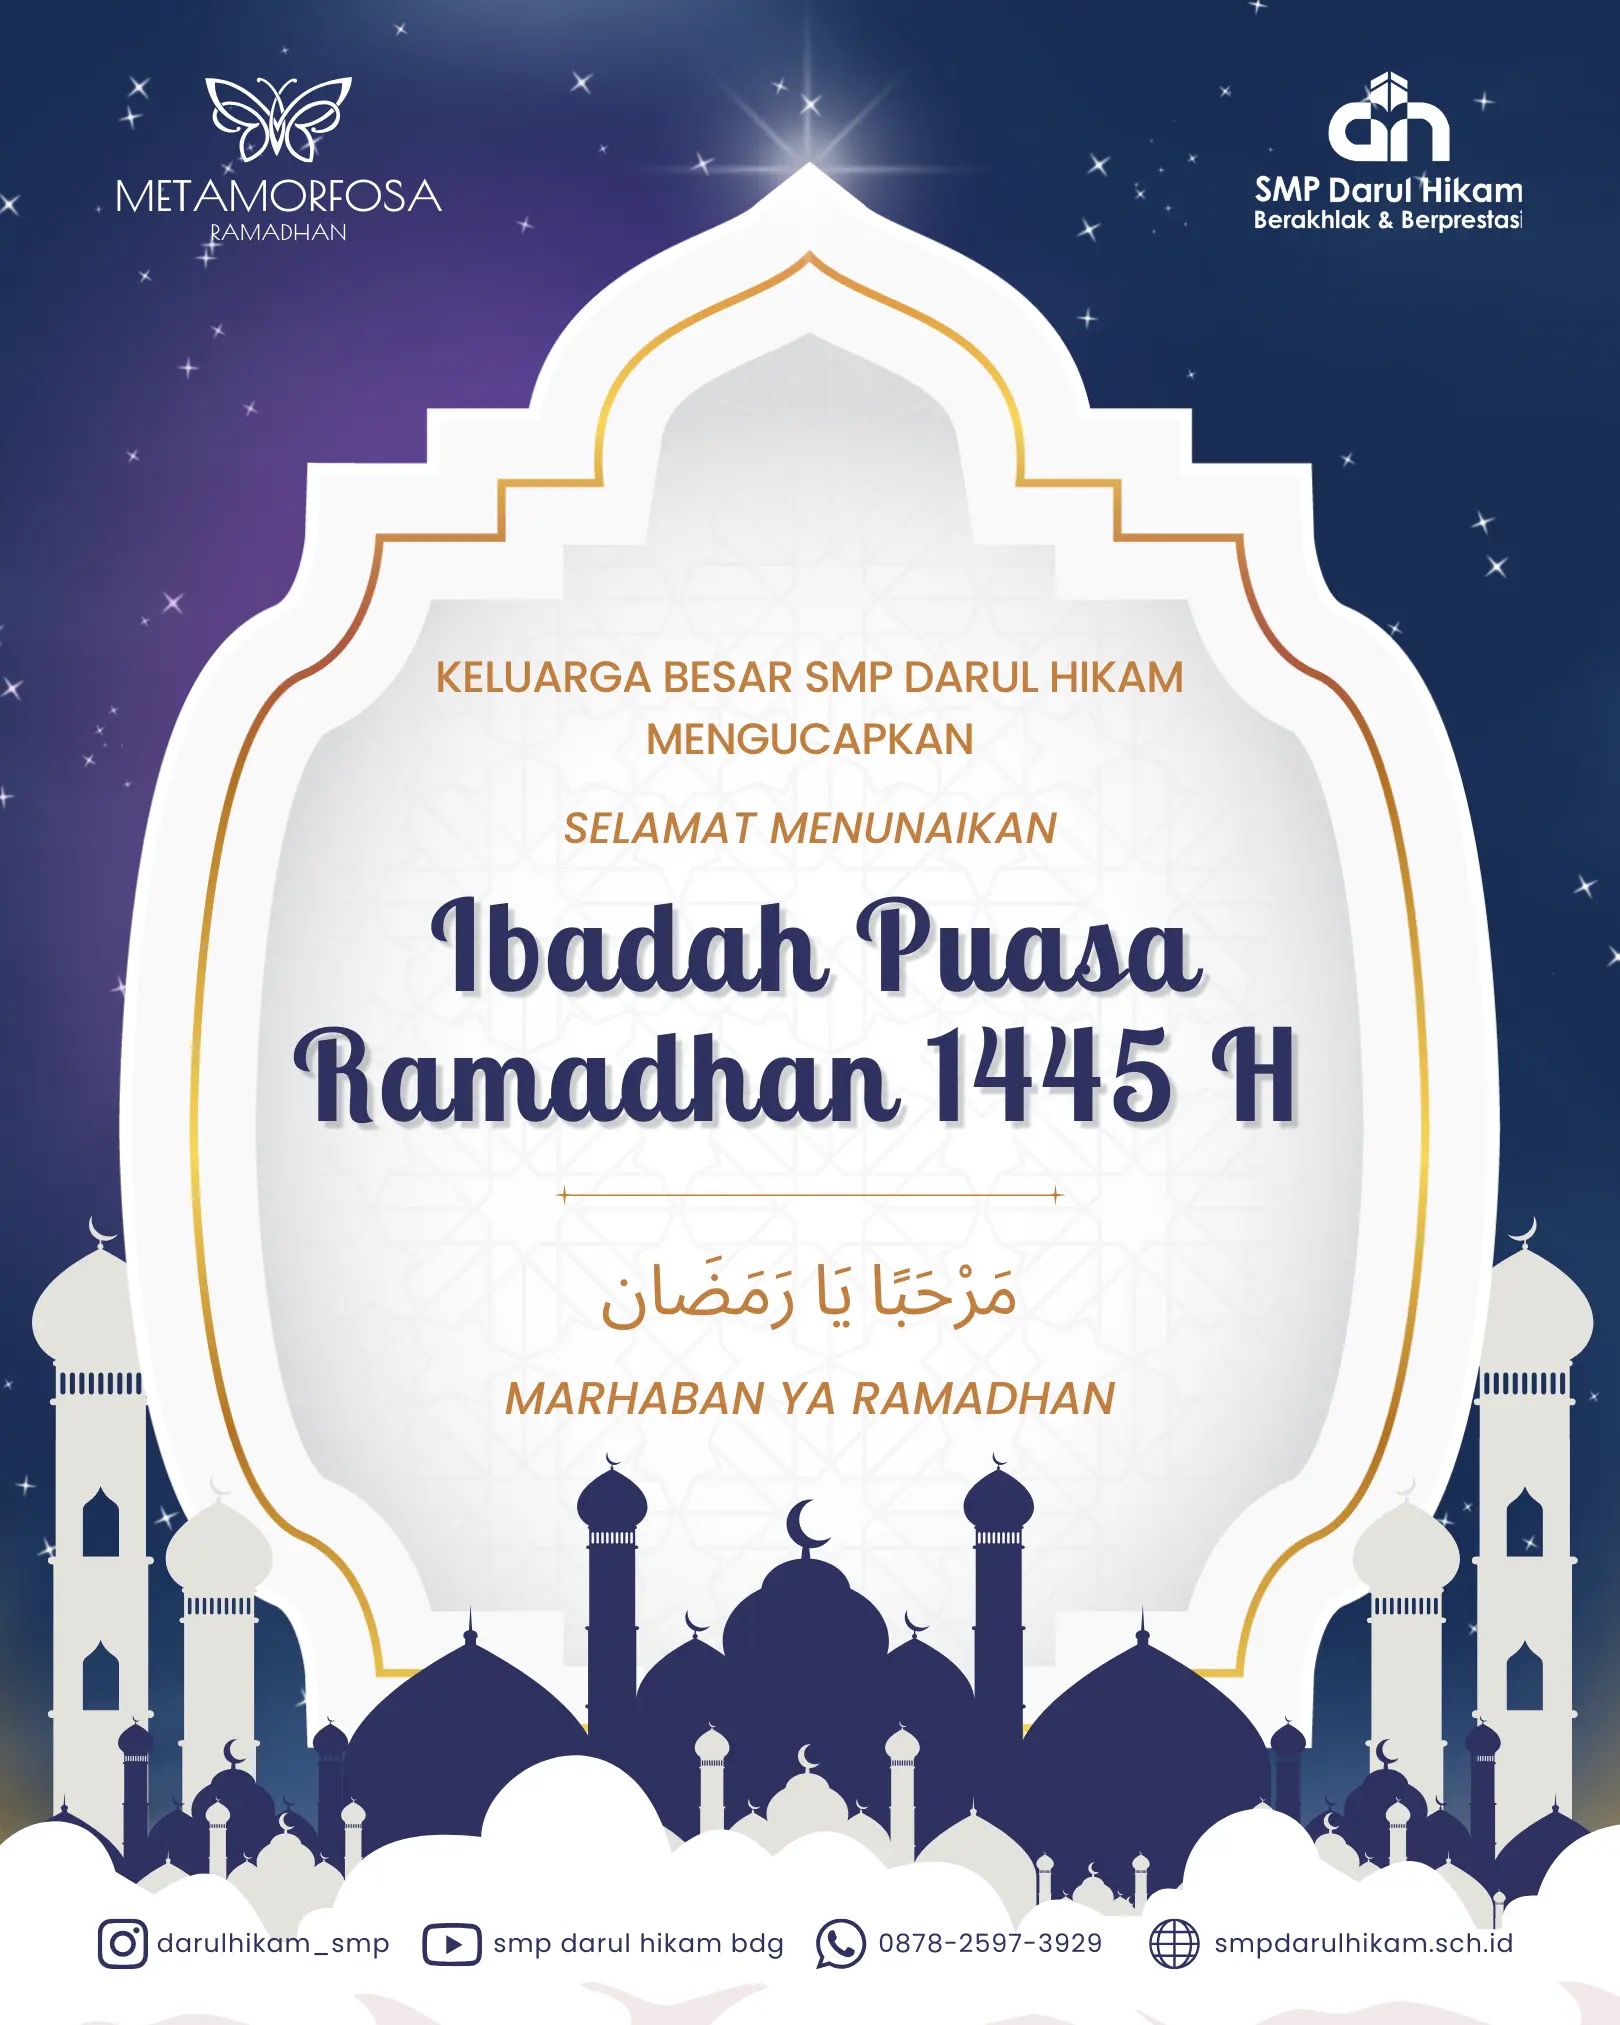 METAMORFOSA
RAMADHAN
SMP Darul Hikam
Berakhlak & Berprestasi
KELUARGA BESAR SMP DARUL HIKAM
MENGUCAPKAN
SELAMAT MENUNAIKAN
Ibadah Puasa
Ramadhan 1445 H
مَرْحَبًا يَا رَمَضَان
MARHABAN YA RAMADHAN
darulhikam_smp
smp darul hikam bdg
0878-2597-3929
smpdarulhikam.sch.id